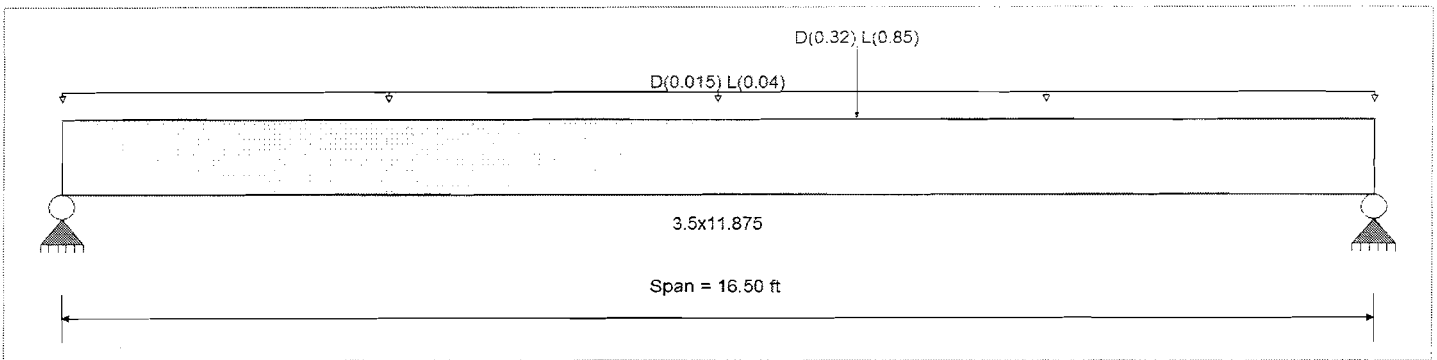 D(0.32) L(0.85)
D(0.015) L(0.04)
3.5x11.875
Span = 16.50 ft